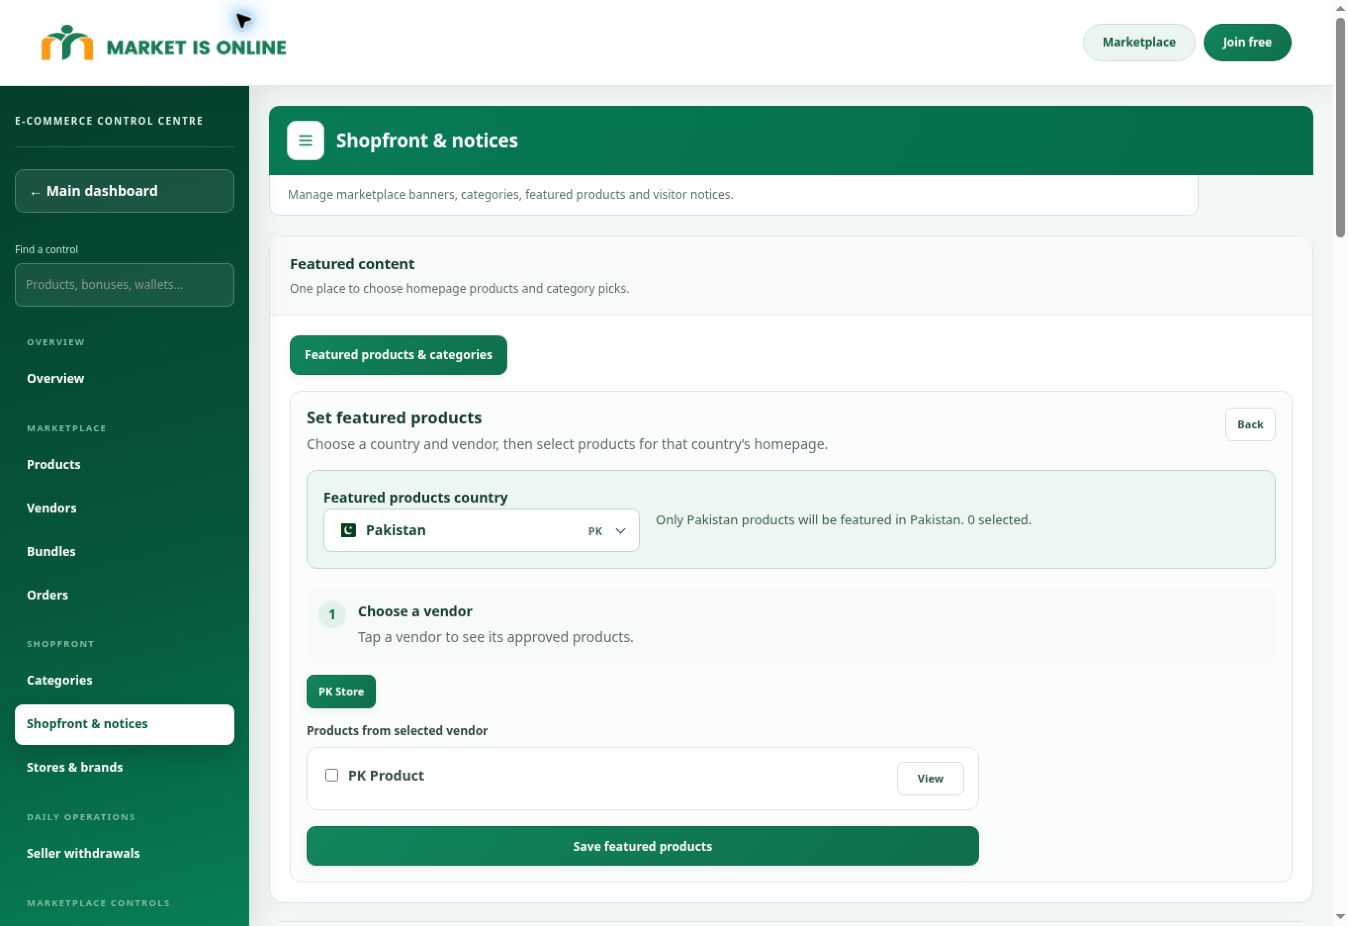 MARKET IS ONLINE
Marketplace
Join free
E-COMMERCE CONTROL CENTRE
← Main dashboard
Find a control
Products, bonuses, wallets...
OVERVIEW
Overview
MARKETPLACE
Products
Vendors
Bundles
Orders
SHOPFRONT
Categories
Shopfront & notices
Stores & brands
DAILY OPERATIONS
Seller withdrawals
MARKETPLACE CONTROLS
Shopfront & notices
Manage marketplace banners, categories, featured products and visitor notices.
Featured content
One place to choose homepage products and category picks.
Featured products & categories
Set featured products
Back
Choose a country and vendor, then select products for that country's homepage.
Featured products country
Pakistan PK
Only Pakistan products will be featured in Pakistan. 0 selected.
1 Choose a vendor
Tap a vendor to see its approved products.
PK Store
Products from selected vendor
PK Product
View
Save featured products